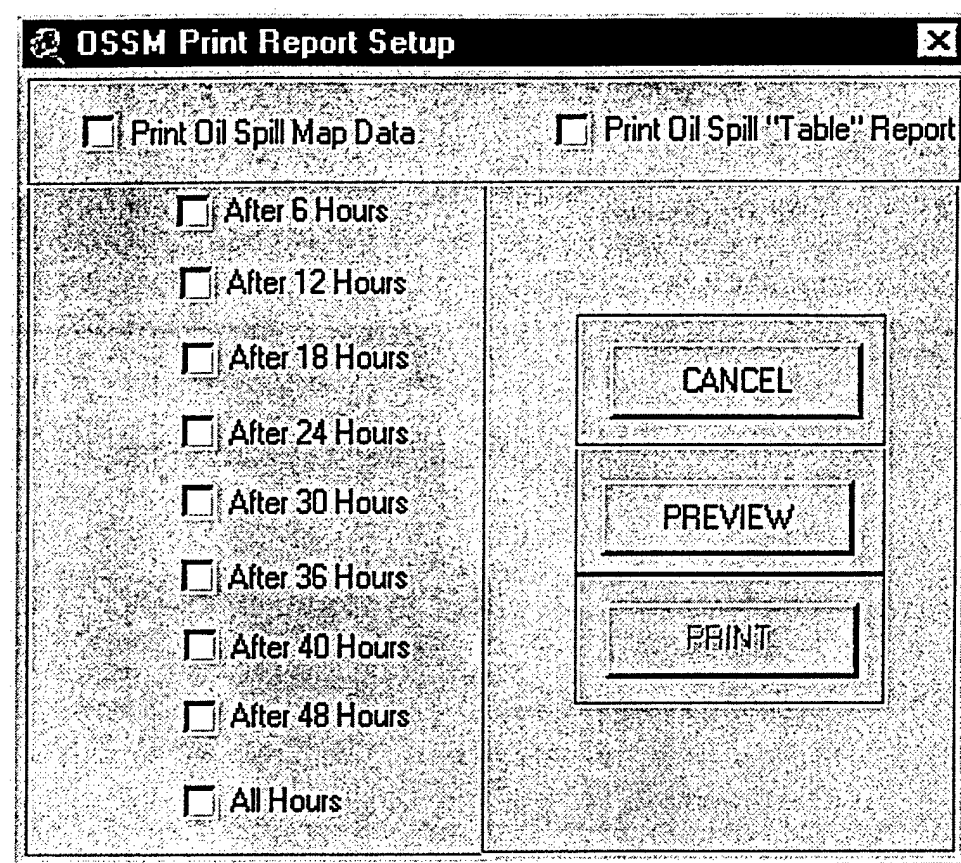 OSSM Print Report Setup
Print Oil Spill Map Data
Print Oil Spill "Table" Report
After 6 Hours
After 12 Hours
After 18 Hours
After 24 Hours
After 30 Hours
After 36 Hours
After 40 Hours
After 48 Hours
All Hours
CANCEL
PREVIEW
PRINT